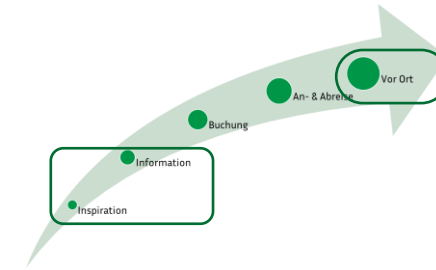 Vor Ort
An- & Abreise
Buchung
Information
Inspiration